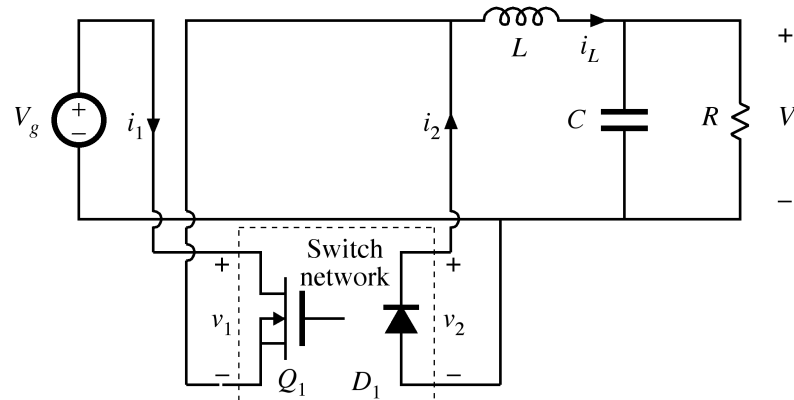 L
i_L
+
V_g
+
−
i_1
i_2
C
R
V
−
Switch
network
+
+
v_1
v_2
−
Q_1
D_1
−